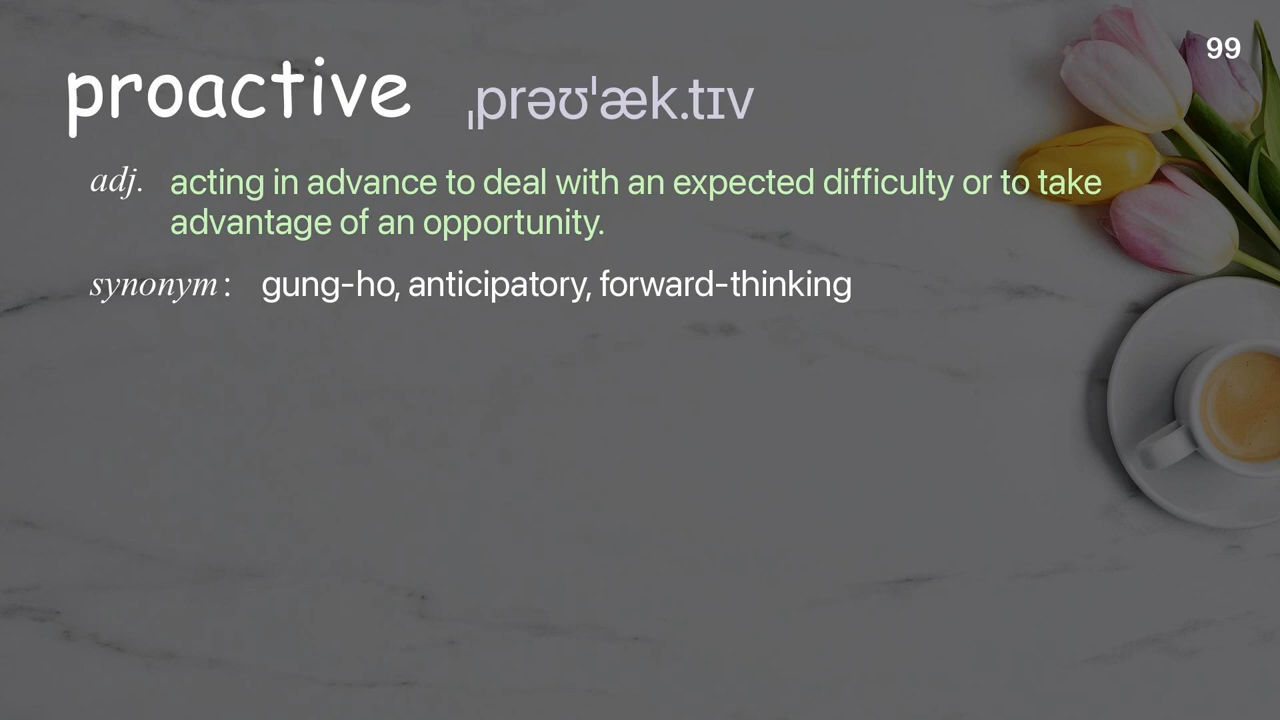 99
proactive ˌprəʊˈæk.tɪv
adj. acting in advance to deal with an expected difficulty or to take
advantage of an opportunity.
synonym : gung-ho, anticipatory, forward-thinking